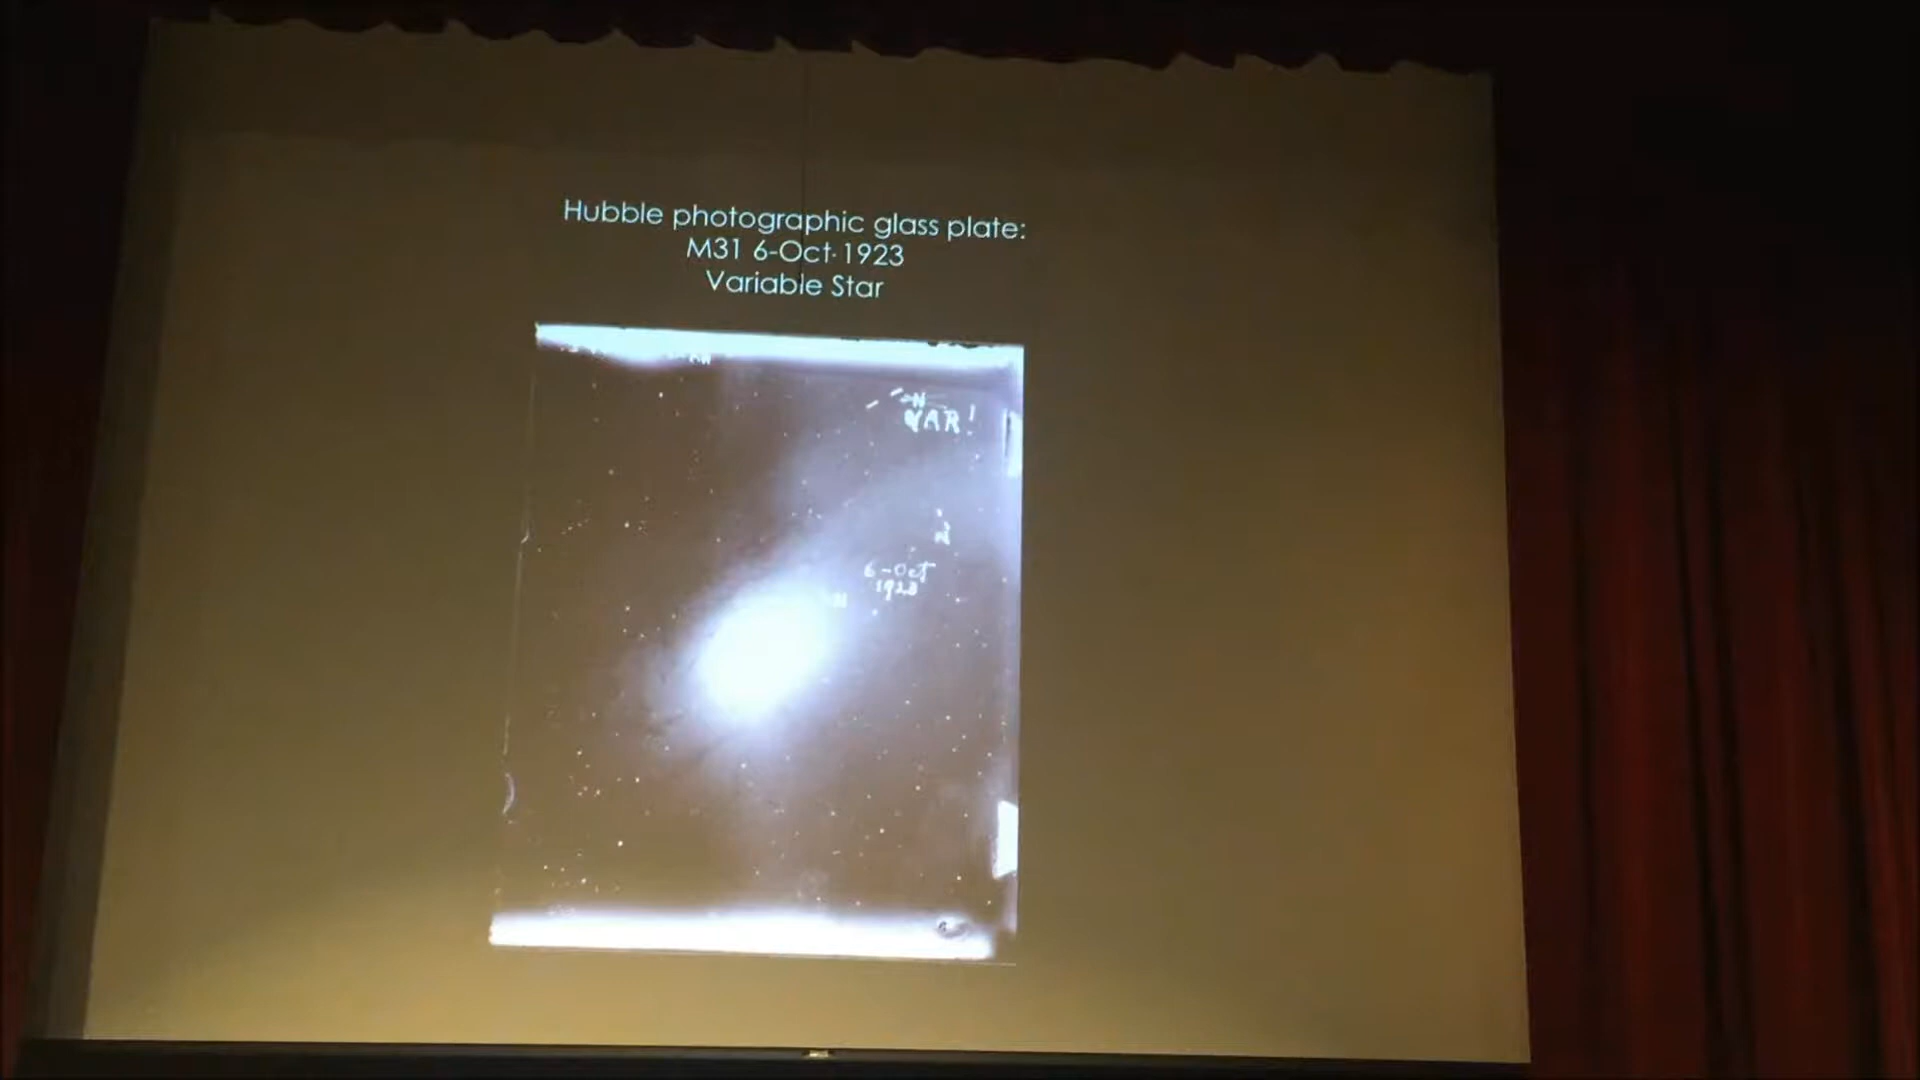 Hubble photographic glass plate:
M31 6-Oct-1923
Variable Star
N
VAR!
N
6-Oct
1923
N